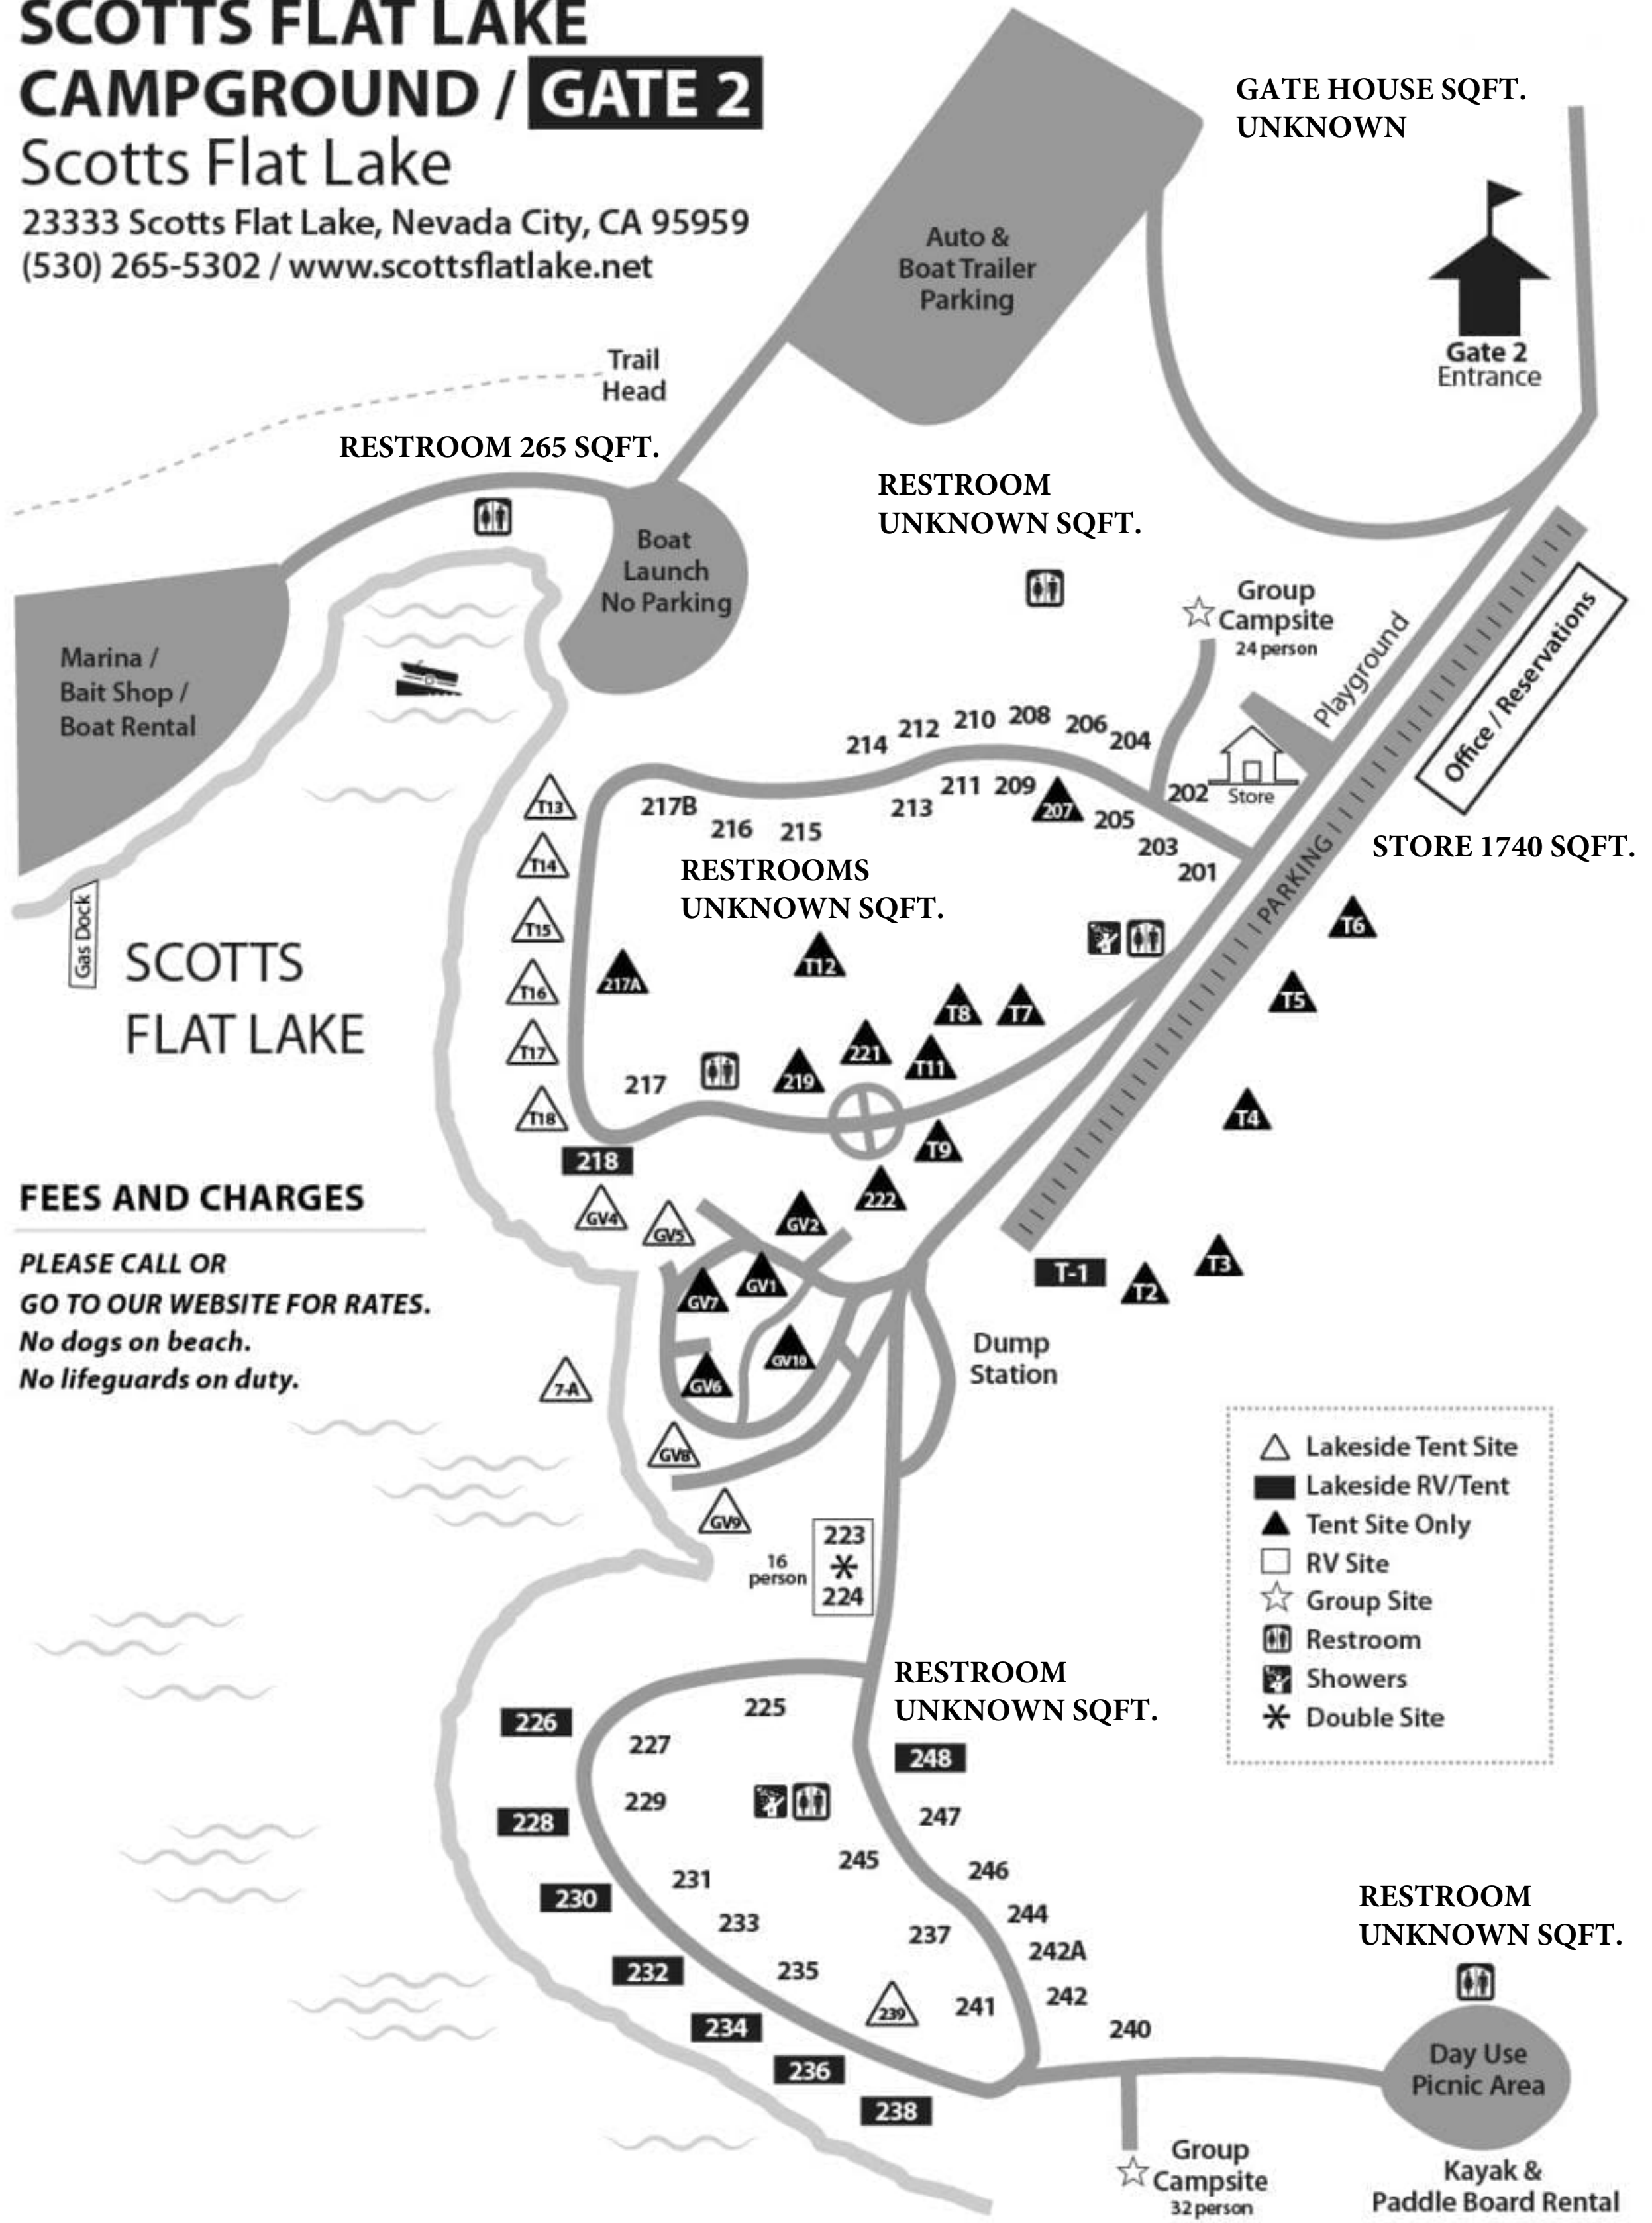 SCOTTS FLAT LAKE
CAMPGROUND / GATE 2
Scotts Flat Lake
23333 Scotts Flat Lake, Nevada City, CA 95959
(530) 265-5302 / www.scottsflatlake.net
GATE HOUSE SQFT.
UNKNOWN
Auto &
Boat Trailer
Parking
Gate 2
Entrance
Trail
Head
RESTROOM 265 SQFT.
RESTROOM
UNKNOWN SQFT.
Boat
Launch
No Parking
Group
Campsite
24 person
Playground
Office / Reservations
Marina /
Bait Shop /
Boat Rental
214
212
210
208
206
204
202
Store
STORE 1740 SQFT.
PARKING
217B
216
215
213
211
209
207
205
203
201
RESTROOMS
UNKNOWN SQFT.
T13
T14
T15
T16
T17
T18
Gas Dock
SCOTTS
FLAT LAKE
217A
T12
T8
T7
T6
T5
T4
T3
T2
T-1
217
219
221
T11
T9
222
218
GV4
GV5
GV2
GV1
GV7
GV10
GV6
GV8
GV9
7-A
FEES AND CHARGES
PLEASE CALL OR
GO TO OUR WEBSITE FOR RATES.
No dogs on beach.
No lifeguards on duty.
Dump
Station
Lakeside Tent Site
Lakeside RV/Tent
Tent Site Only
RV Site
Group Site
Restroom
Showers
Double Site
16
person
223
224
RESTROOM
UNKNOWN SQFT.
225
226
227
248
229
228
247
245
246
231
230
244
233
237
242A
232
235
239
241
242
234
240
236
238
RESTROOM
UNKNOWN SQFT.
Day Use
Picnic Area
Group
Campsite
32 person
Kayak &
Paddle Board Rental